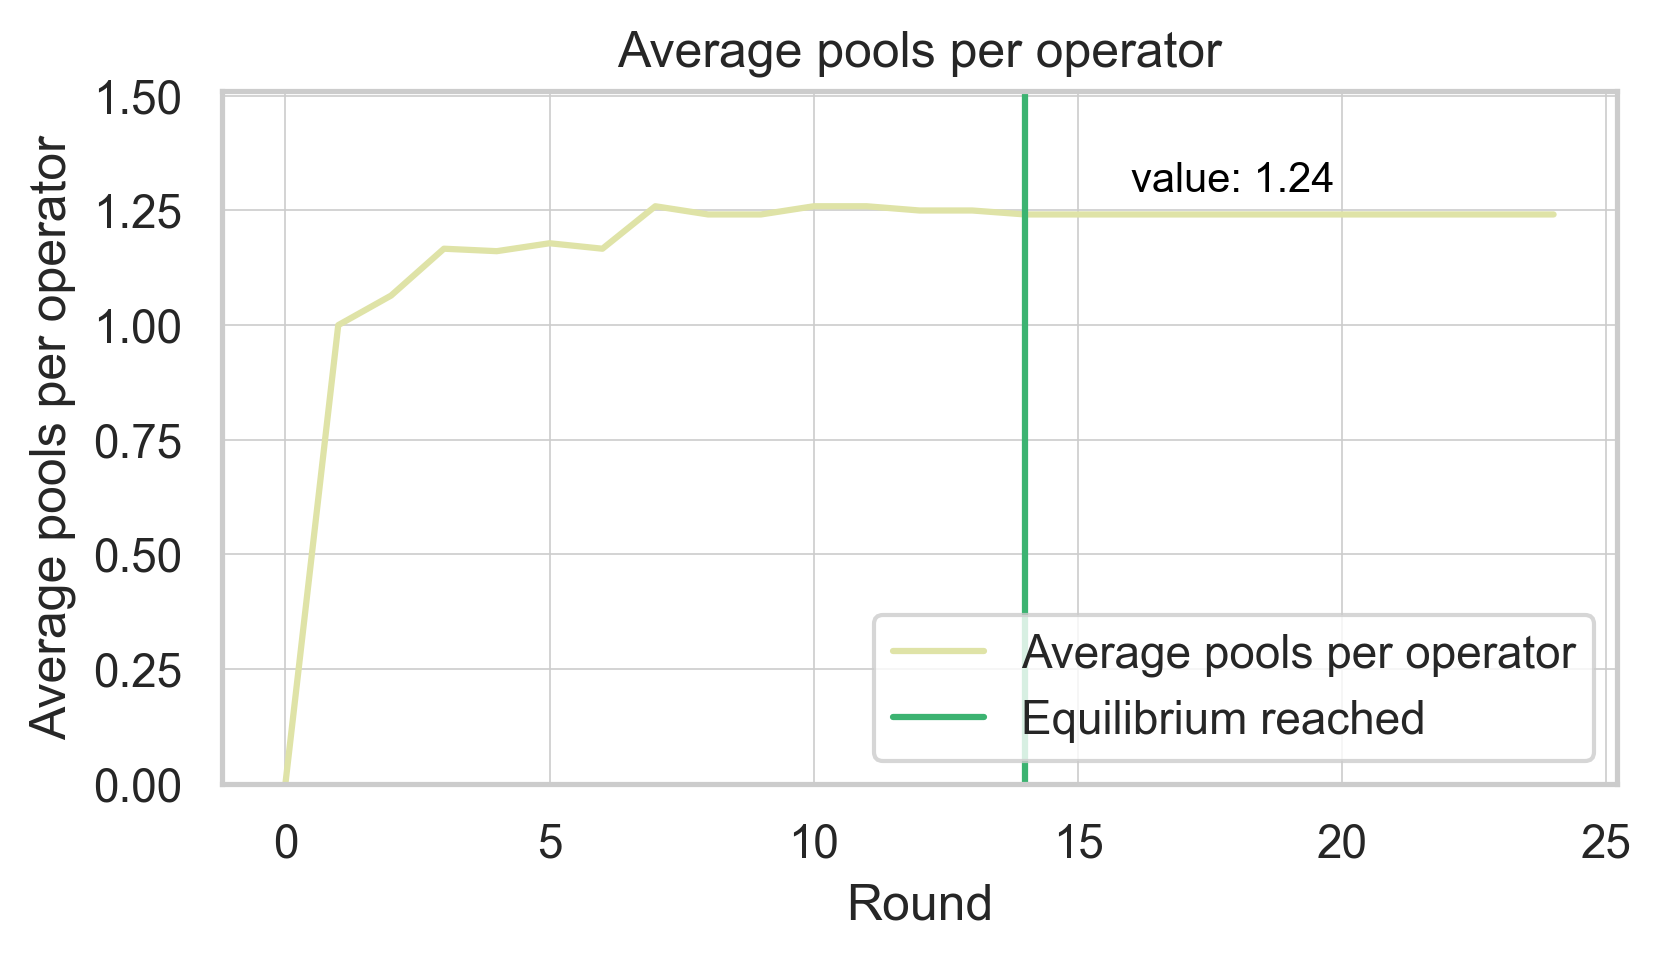 Average pools per operator
Average pools per operator
1.50
1.25
1.00
0.75
0.50
0.25
0.00
value: 1.24
Average pools per operator
Equilibrium reached
0 5 10 15 20 25
Round